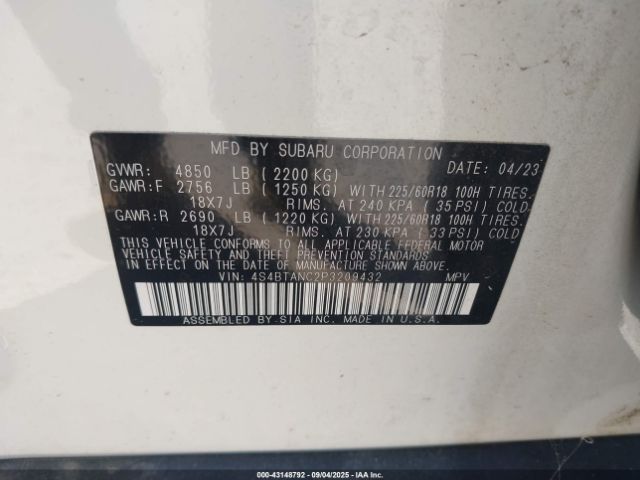 MFD BY SUBARU CORPORATION
GVWR: 4850 LB ( 2200 KG) DATE: 04/23
GAWR:F 2756 LB ( 1250 KG) WITH 225/60R18 100H TIRES.
18X7J RIMS. AT 240 KPA ( 35 PSI) COLD
GAWR:R 2690 LB ( 1220 KG) WITH 225/60R18 100H TIRES.
18X7J RIMS. AT 230 KPA ( 33 PSI) COLD
THIS VEHICLE CONFORMS TO ALL APPLICABLE FEDERAL MOTOR
VEHICLE SAFETY AND THEFT PREVENTION STANDARDS IN EFFECT
ON THE DATE OF MANUFACTURE SHOWN ABOVE.
VIN: 4S4BTANC2P3209432 MPV
ASSEMBLED BY SIA INC. MADE IN U.S.A.
000-43148792 - 09/04/2025 - IAA Inc.